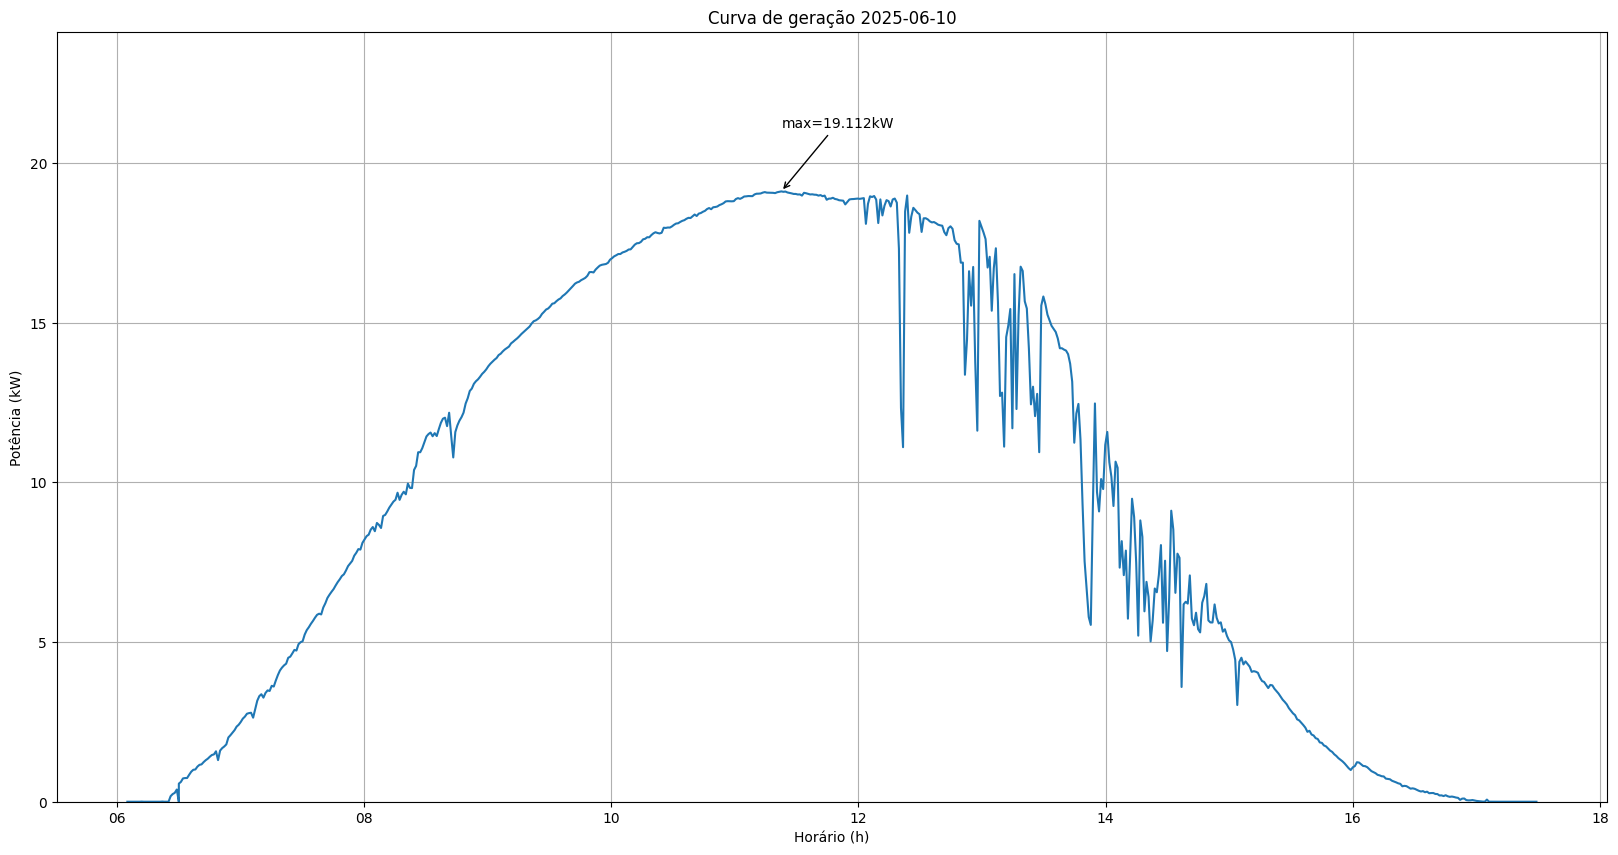 Curva de geração 2025-06-10
max=19.112kW
Potência (kW)
20
15
10
5
0
06 08 10 12 14 16 18
Horário (h)